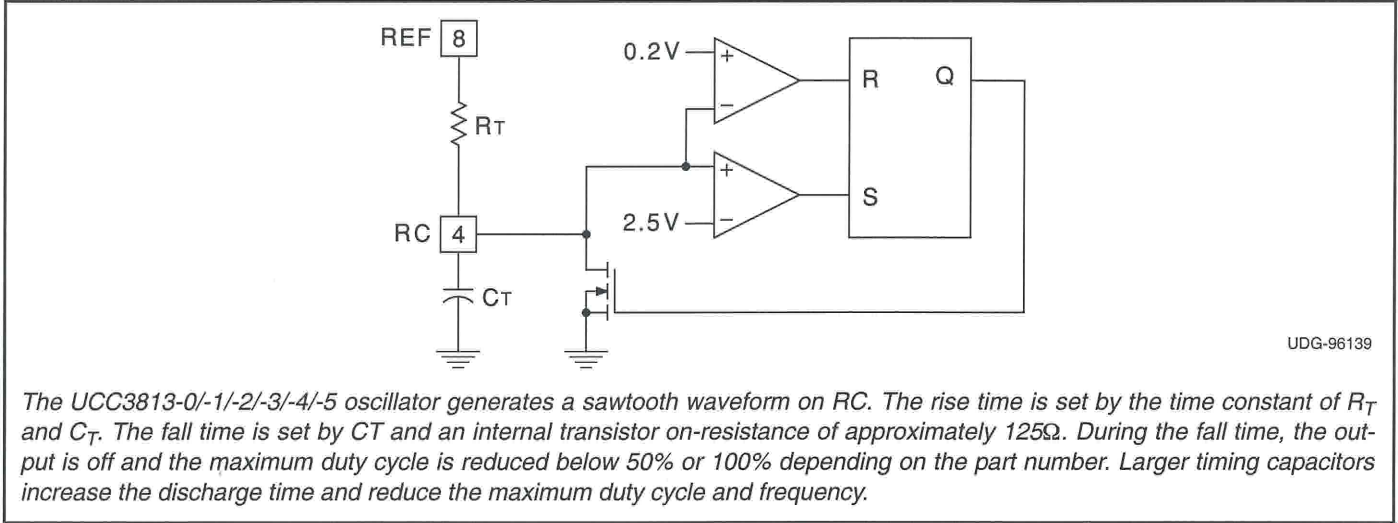 REF 8
0.2V
+
R
Q
RT
−
+
S
2.5V
−
RC 4
CT
UDG-96139
The UCC3813-0/-1/-2/-3/-4/-5 oscillator generates a sawtooth waveform on RC. The rise time is set by the time constant of RT
and CT. The fall time is set by CT and an internal transistor on-resistance of approximately 125Ω. During the fall time, the out-
put is off and the maximum duty cycle is reduced below 50% or 100% depending on the part number. Larger timing capacitors
increase the discharge time and reduce the maximum duty cycle and frequency.